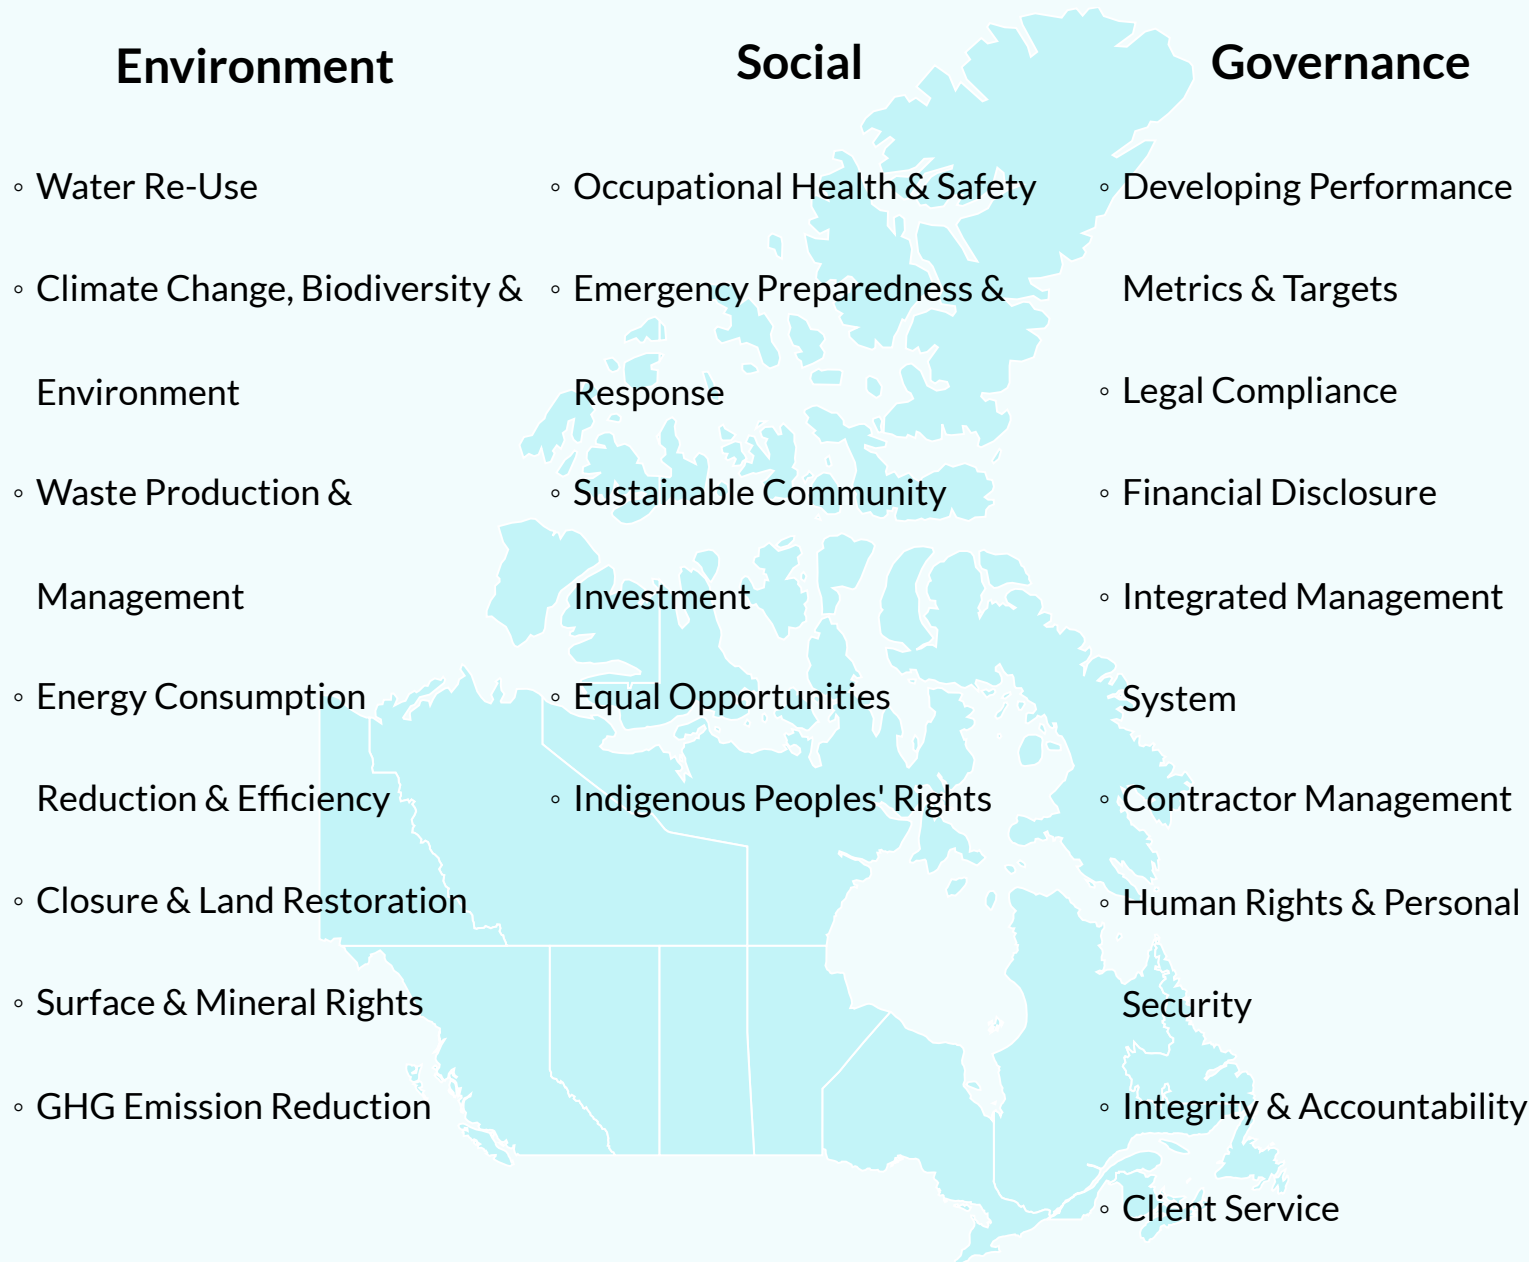 Environment
◦ Water Re-Use
◦ Climate Change, Biodiversity &
Environment
◦ Waste Production &
Management
◦ Energy Consumption
Reduction & Efficiency
◦ Closure & Land Restoration
◦ Surface & Mineral Rights
◦ GHG Emission Reduction
Social
◦ Occupational Health & Safety
◦ Emergency Preparedness &
Response
◦ Sustainable Community
Investment
◦ Equal Opportunities
◦ Indigenous Peoples' Rights
Governance
◦ Developing Performance
Metrics & Targets
◦ Legal Compliance
◦ Financial Disclosure
◦ Integrated Management
System
◦ Contractor Management
◦ Human Rights & Personal
Security
◦ Integrity & Accountability
◦ Client Service